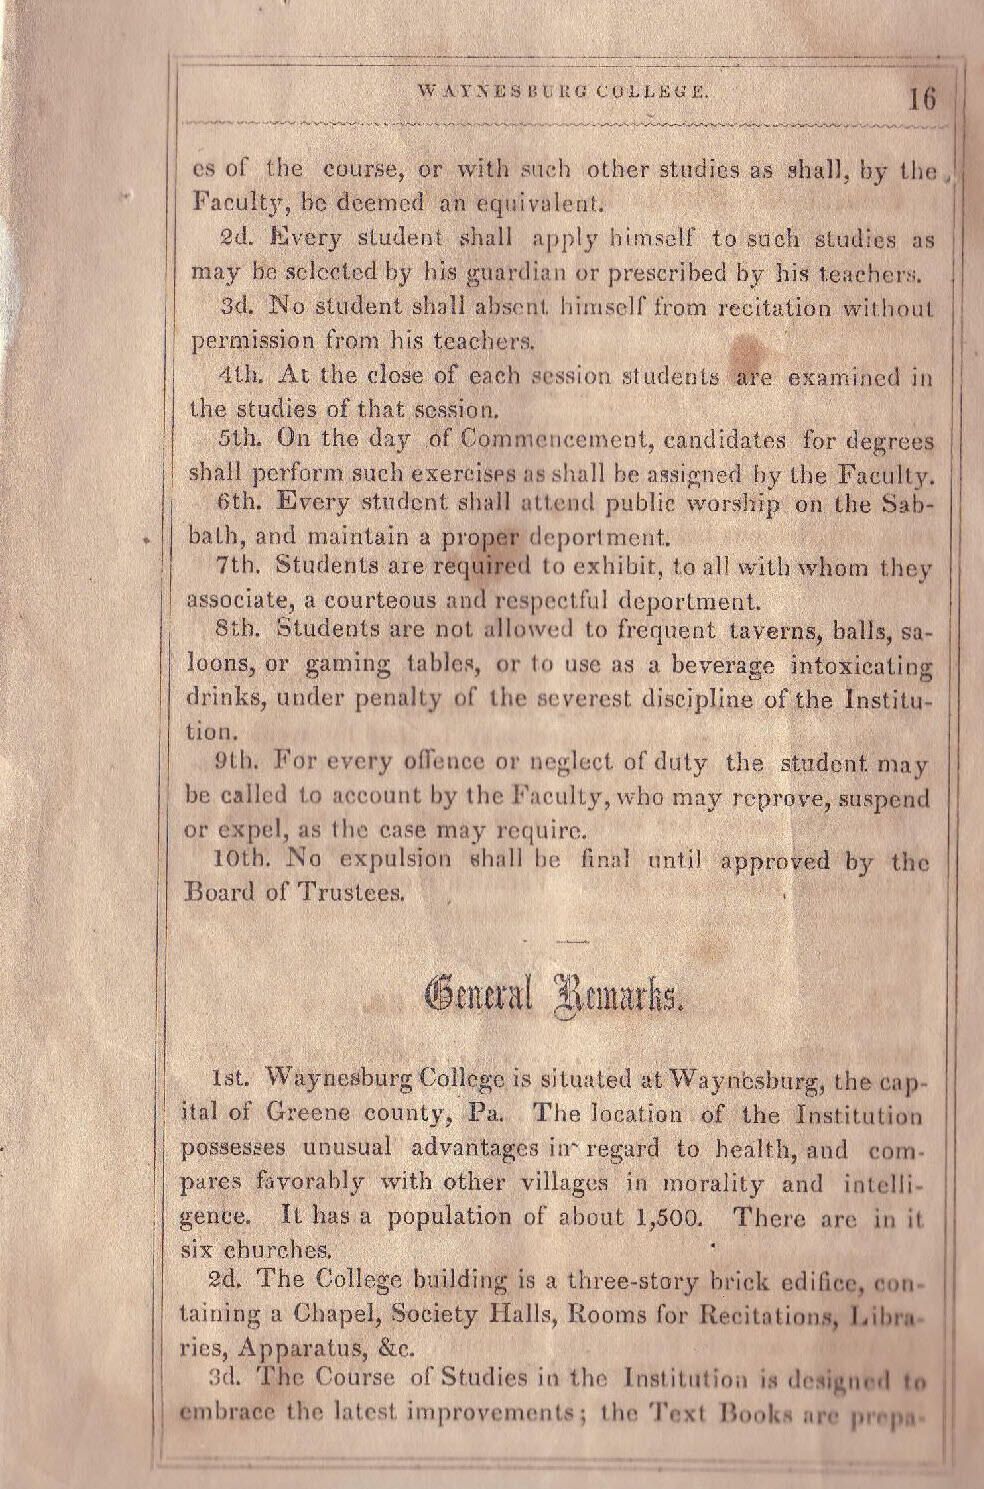 WAYNESBURG COLLEGE.
16
es of the course, or with such other studies as shall, by the
Faculty, be deemed an equivalent.
2d. Every student shall apply himself to such studies as
may be selected by his guardian or prescribed by his teachers.
3d. No student shall absent himself from recitation without
permission from his teachers.
4th. At the close of each session students are examined in
the studies of that session.
5th. On the day of Commencement, candidates for degrees
shall perform such exercises as shall be assigned by the Faculty.
6th. Every student shall attend public worship on the Sab-
bath, and maintain a proper deportment.
7th. Students are required to exhibit, to all with whom they
associate, a courteous and respectful deportment.
8th. Students are not allowed to frequent taverns, balls, sa-
loons, or gaming tables, or to use as a beverage intoxicating
drinks, under penalty of the severest discipline of the Institu-
tion.
9th. For every offence or neglect of duty the student may
be called to account by the Faculty, who may reprove, suspend
or expel, as the case may require.
10th. No expulsion shall be final until approved by the
Board of Trustees.
General Remarks.
1st. Waynesburg College is situated at Waynesburg, the cap-
ital of Greene county, Pa. The location of the Institution
possesses unusual advantages in regard to health, and com-
pares favorably with other villages in morality and intelli-
gence. It has a population of about 1,500. There are in it
six churches.
2d. The College building is a three-story brick edifice, con-
taining a Chapel, Society Halls, Rooms for Recitations, Libra-
ries, Apparatus, &c.
3d. The Course of Studies in the Institution is designed to
embrace the latest improvements; the Text Books are prepa-